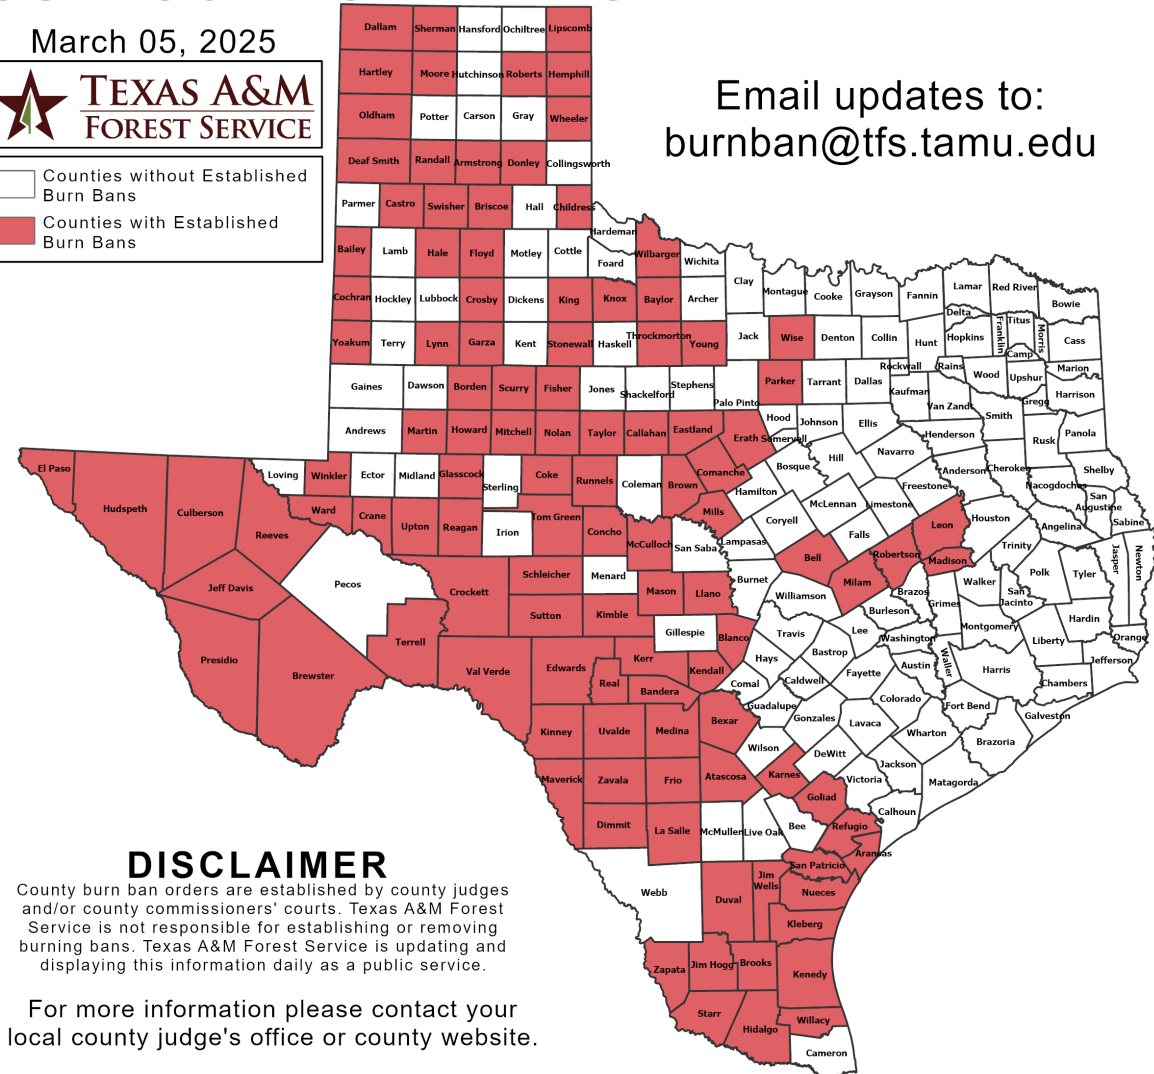 March 05, 2025
TEXAS A&M
FOREST SERVICE
Counties without Established
Burn Bans
Counties with Established
Burn Bans
Email updates to:
burnban@tfs.tamu.edu
Dallam Sherman Hansford Ochiltree Lipscomb
Hartley Moore Hutchinson Roberts Hemphill
Oldham Potter Carson Gray Wheeler
Deaf Smith Randall Armstrong Donley Collingsworth
Parmer Castro Swisher Briscoe Hall Childress
Hardeman
Bailey Lamb Hale Floyd Motley Cottle Foard Wilbarger Wichita
Clay Montague Cooke Grayson Fannin Lamar Red River Bowie
Cochran Hockley Lubbock Crosby Dickens King Knox Baylor Archer
Delta Franklin Titus Morris Cass
Yoakum Terry Lynn Garza Kent Stonewall Haskell Throckmorton Young Jack Wise Denton Collin Hunt Hopkins
Camp
Rockwall Rains Wood Upshur Marion
Gaines Dawson Borden Scurry Fisher Jones Shackelford Stephens Palo Pinto Parker Tarrant Dallas Kaufman Van Zandt Gregg Harrison
Andrews Martin Howard Mitchell Nolan Taylor Callahan Eastland Erath Somervell Hood Johnson Ellis Henderson Smith Rusk Panola
El Paso Loving Winkler Ector Midland Glasscock Sterling Coke Runnels Coleman Brown Comanche Bosque Hill Navarro Anderson Cherokee Shelby
Hamilton Freestone Nacogdoches San
Augustine
Hudspeth Culberson Reeves Ward Crane Upton Reagan Irion Tom Green Concho McCulloch San Saba Mills Lampasas Coryell McLennan Limestone Falls Leon Houston Angelina Sabine
Jeff Davis Pecos Crockett Schleicher Menard Mason Llano Burnet Bell Milam Robertson Madison Trinity Polk Tyler Jasper Newton
Sutton Kimble Williamson Brazos Grimes Walker San
Jacinto
Terrell Gillespie Blanco Travis Lee Burleson Washington Montgomery Liberty Hardin Orange
Presidio Brewster Val Verde Edwards Real Kerr Kendall Hays Bastrop Fayette Austin Waller Harris Jefferson
Bandera Comal Caldwell Colorado Chambers
Kinney Uvalde Medina Bexar Guadalupe Gonzales Lavaca Wharton Fort Bend Brazoria Galveston
Wilson DeWitt Jackson
Maverick Zavala Frio Atascosa Karnes Victoria Matagorda
Goliad Calhoun
Dimmit La Salle McMullen Live Oak Bee Refugio
Aransas
San Patricio
Webb Duval Jim
Wells Nueces
Kleberg
Zapata Jim Hogg Brooks Kenedy
Starr Hidalgo Willacy
Cameron
DISCLAIMER
County burn ban orders are established by county judges
and/or county commissioners' courts. Texas A&M Forest
Service is not responsible for establishing or removing
burning bans. Texas A&M Forest Service is updating and
displaying this information daily as a public service.
For more information please contact your
local county judge's office or county website.